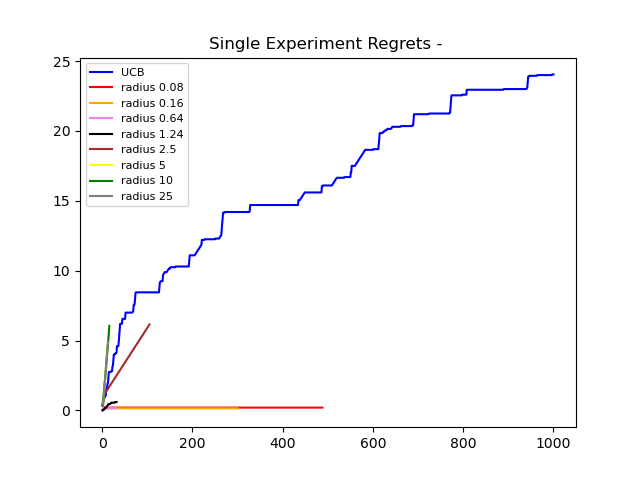 Single Experiment Regrets -
25
20
15
10
5
0
UCB
radius 0.08
radius 0.16
radius 0.64
radius 1.24
radius 2.5
radius 5
radius 10
radius 25
0 200 400 600 800 1000